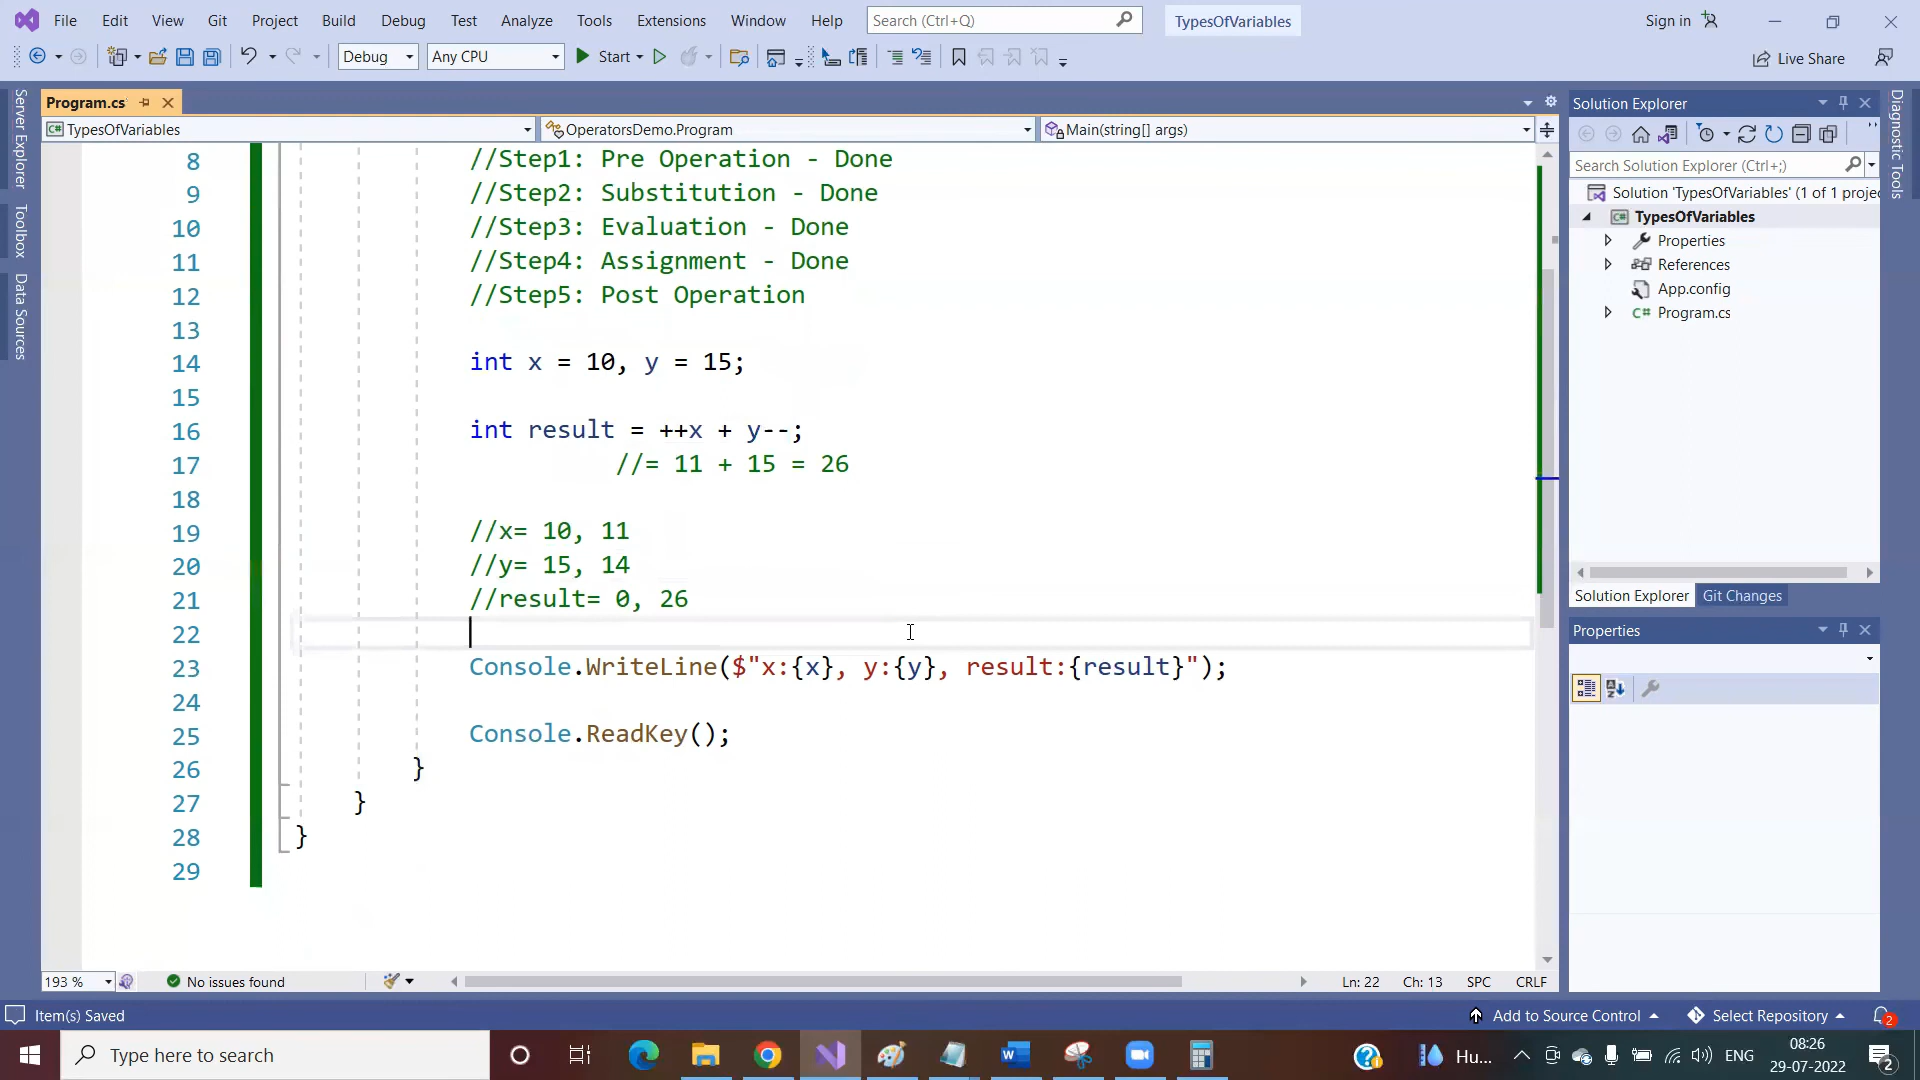 File Edit View Git Project Build Debug Test Analyze Tools Extensions Window Help Search (Ctrl+Q) TypesOfVariables Sign in
Debug Any CPU Start Live Share
Server Explorer
Toolbox
Data Sources
Program.cs
TypesOfVariables OperatorsDemo.Program Main(string[] args)
8 //Step1: Pre Operation - Done
9 //Step2: Substitution - Done
10 //Step3: Evaluation - Done
11 //Step4: Assignment - Done
12 //Step5: Post Operation
13
14 int x = 10, y = 15;
15
16 int result = ++x + y--;
17 //= 11 + 15 = 26
18
19 //x= 10, 11
20 //y= 15, 14
21 //result= 0, 26
22
23 Console.WriteLine($"x:{x}, y:{y}, result:{result}");
24
25 Console.ReadKey();
26 }
27 }
28 }
29
193 % No issues found Ln: 22 Ch: 13 SPC CRLF
Solution Explorer
Search Solution Explorer (Ctrl+;)
Solution 'TypesOfVariables' (1 of 1 proje
C# TypesOfVariables
Properties
References
App.config
C# Program.cs
Solution Explorer Git Changes
Properties
Diagnostic Tools
Item(s) Saved Add to Source Control Select Repository 2
Type here to search Hu... ENG 08:26
29-07-2022 2